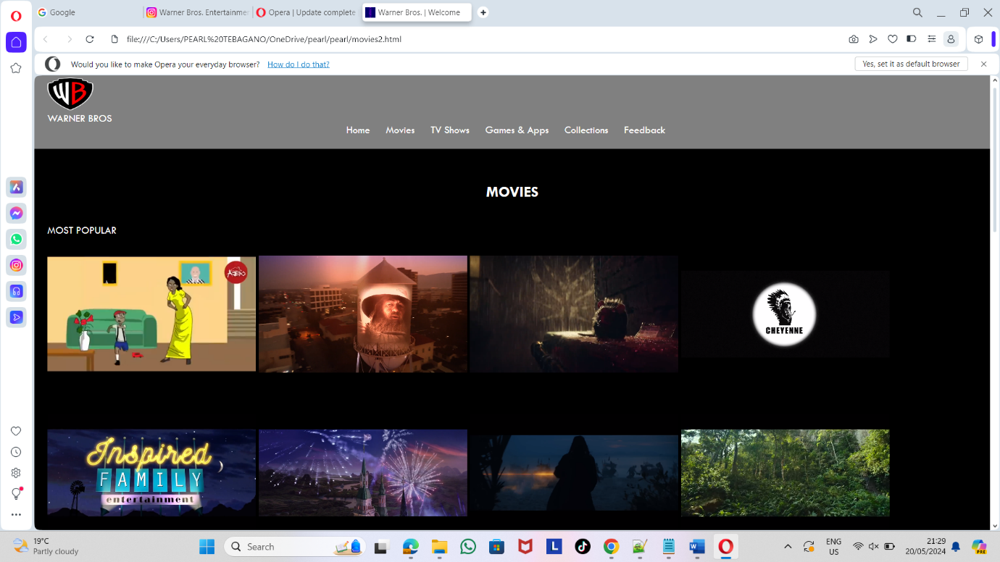 Google
Warner Bros. Entertainme
Opera | Update complete
Warner Bros. | Welcome
file:///C:/Users/PEARL%20TEBAGANO/OneDrive/pearl/pearl/movies2.html
Would you like to make Opera your everyday browser? How do I do that?
Yes, set it as default browser
WB
WARNER BROS
Home Movies TV Shows Games & Apps Collections Feedback
MOVIES
MOST POPULAR
CHEYENNE
Inspired
FAMILY
entertainment
19°C
Partly cloudy
Search
L
W
PRE
ENG
US
21:29
20/05/2024